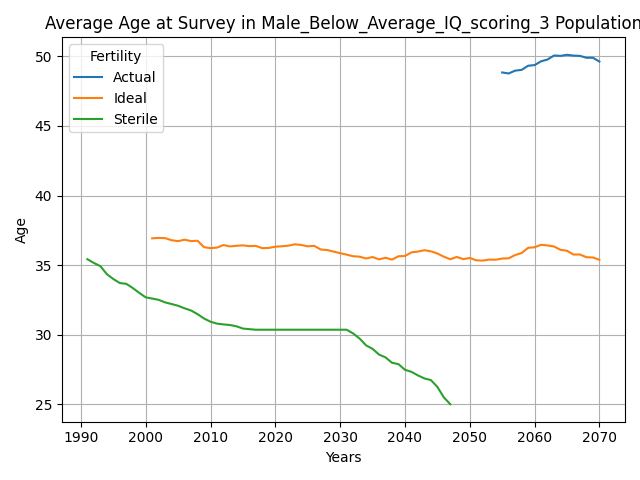 Average Age at Survey in Male_Below_Average_IQ_scoring_3 Population
Fertility
Actual
Ideal
Sterile
Age
50
45
40
35
30
25
1990 2000 2010 2020 2030 2040 2050 2060 2070
Years